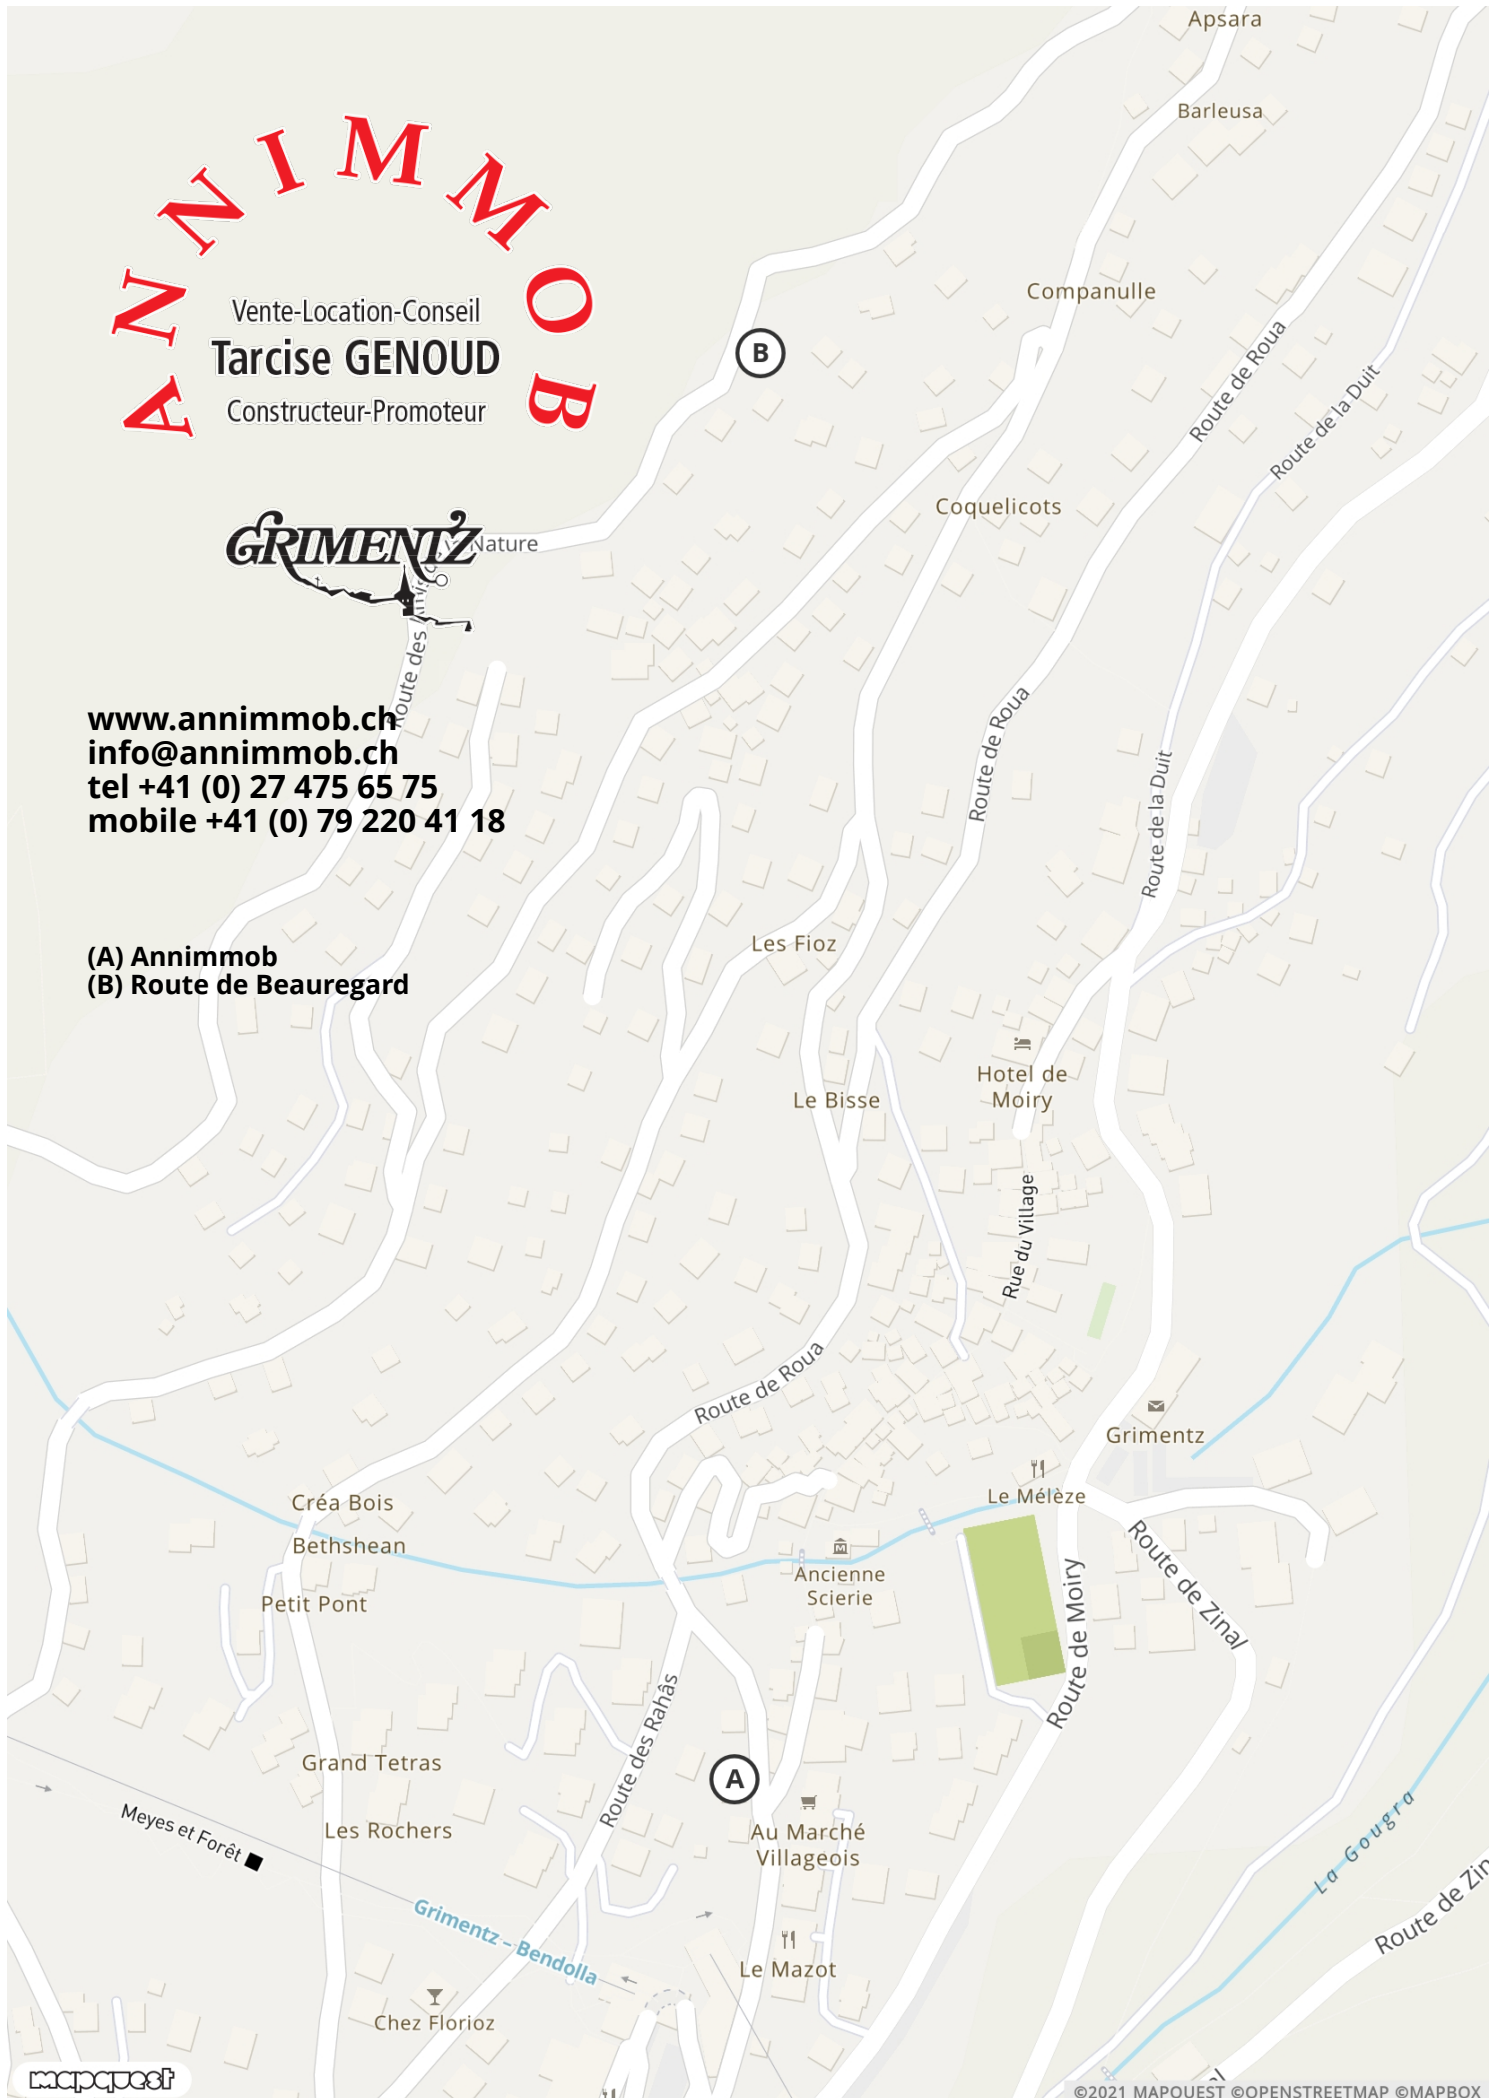 Apsara
Barleusa
ANNIMMOB
Vente-Location-Conseil
Tarcise GENOUD
Constructeur-Promoteur
Companulle
B
Route de Roua
Route de la Duit
Coquelicots
GRIMENTZ
Nature
Route des
Route de Roua
Route de la Duit
www.annimmob.ch
info@annimmob.ch
tel +41 (0) 27 475 65 75
mobile +41 (0) 79 220 41 18
Les Fioz
(A) Annimmob
(B) Route de Beauregard
Hotel de
Moiry
Le Bisse
Rue du Village
Route de Roua
Grimentz
Le Mélèze
Créa Bois
Bethshean
Petit Pont
M
Ancienne
Scierie
Route de Moiry
Route de Zinal
Route des Rahâs
Grand Tetras
A
Meyes et Forêt
Les Rochers
Au Marché
Villageois
La Gougra
Grimentz – Bendolla
Route de Zin
Le Mazot
Chez Florioz
mapquest
©2021 MAPQUEST ©OPENSTREETMAP ©MAPBOX